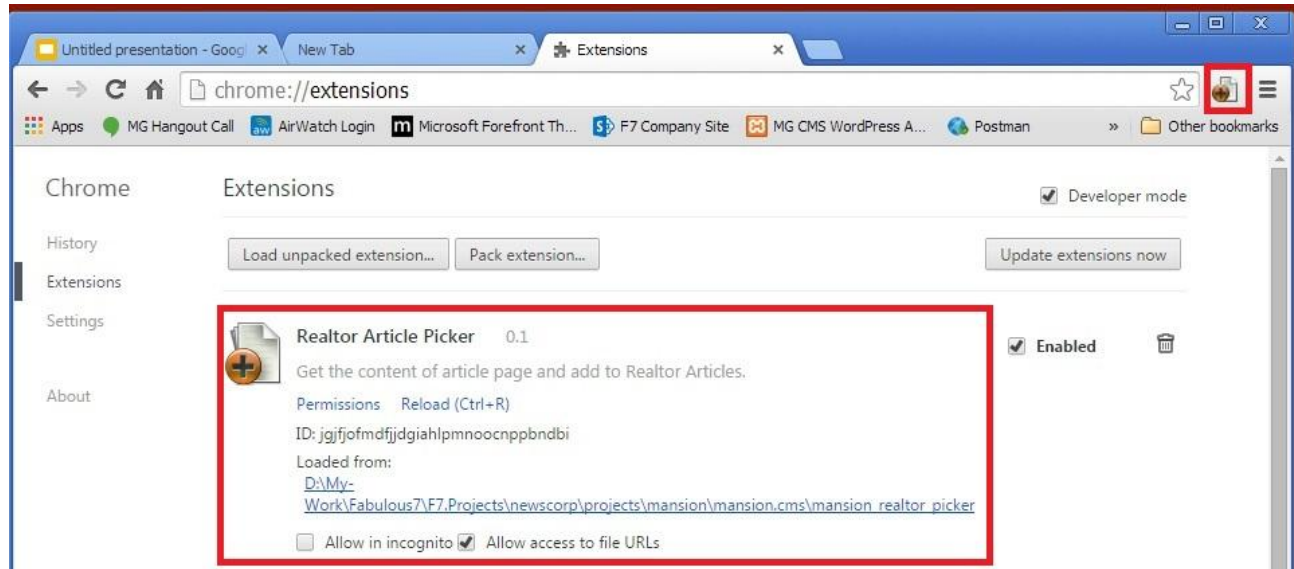 Untitled presentation - Goog
New Tab
Extensions
chrome://extensions
Apps MG Hangout Call AirWatch Login Microsoft Forefront Th... F7 Company Site MG CMS WordPress A... Postman » Other bookmarks
Chrome
Extensions
Developer mode
History
Extensions
Settings
About
Load unpacked extension... Pack extension... Update extensions now
Realtor Article Picker 0.1
Enabled
Get the content of article page and add to Realtor Articles.
Permissions Reload (Ctrl+R)
ID: jgjfjofmdfjjdgiahlpmnoocnppbndbi
Loaded from:
D:\My-
Work\Fabulous7\F7.Projects\newscorp\projects\mansion\mansion.cms\mansion_realtor_picker
Allow in incognito Allow access to file URLs